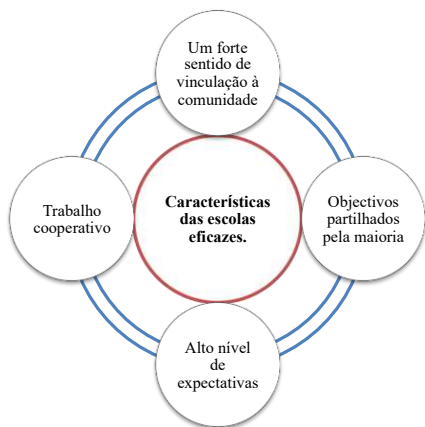 Um forte
sentido de
vinculação à
comunidade
Trabalho
cooperativo
Características
das escolas
eficazes.
Objectivos
partilhados
pela maioria
Alto nível
de
expectativas